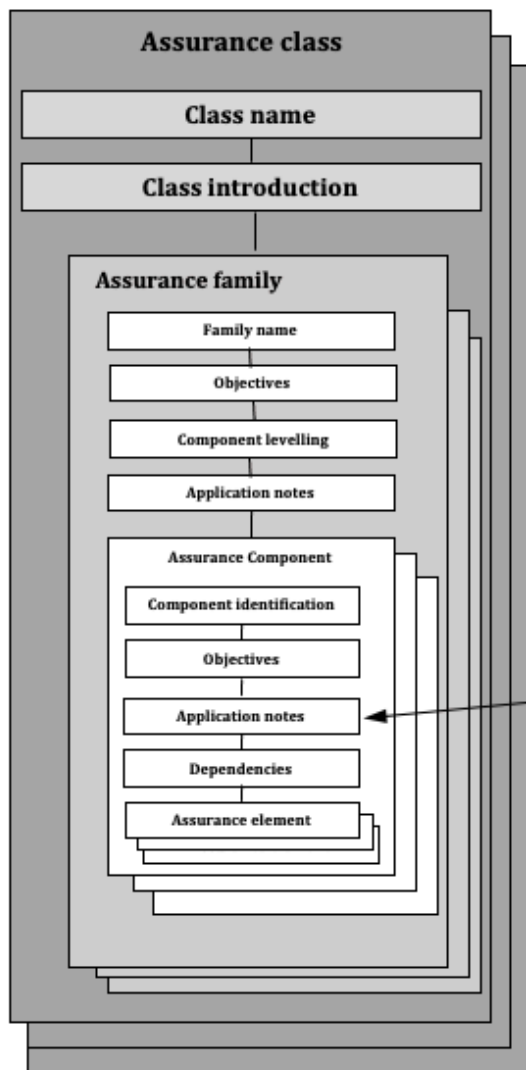 Assurance class
Class name
Class introduction
Assurance family
Family name
Objectives
Component levelling
Application notes
Assurance Component
Component identification
Objectives
Application notes
Dependencies
Assurance element